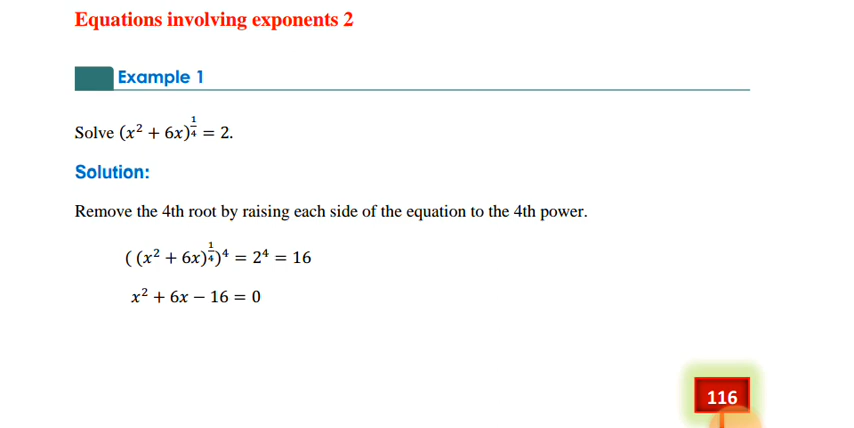 Equations involving exponents 2
Example 1
Solve (x² + 6x)^(1/4) = 2.
Solution:
Remove the 4th root by raising each side of the equation to the 4th power.
( (x² + 6x)^(1/4))⁴ = 2⁴ = 16
x² + 6x − 16 = 0
116